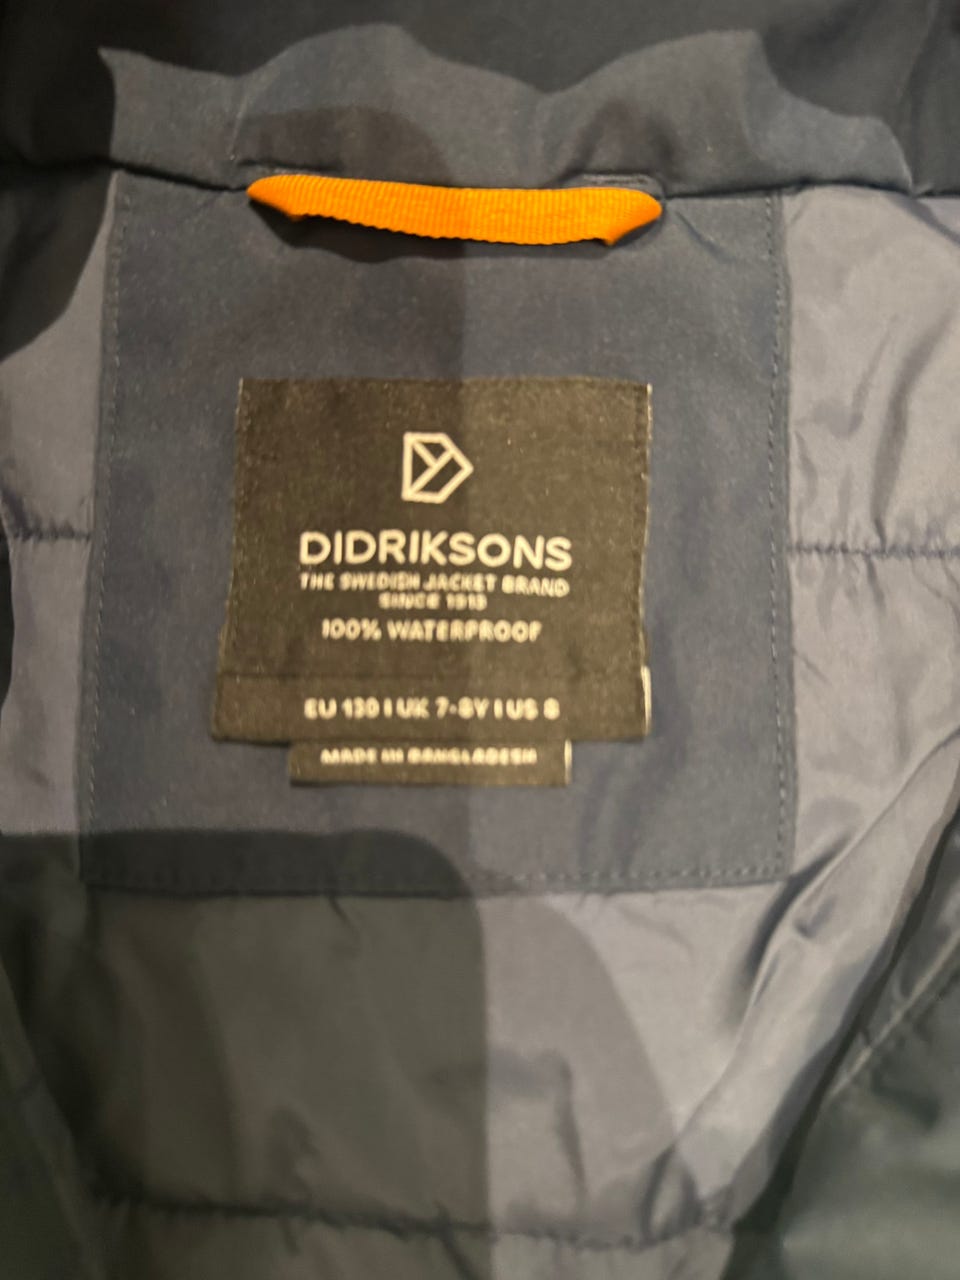 DIDRIKSONS
THE SWEDISH JACKET BRAND
SINCE 1913
100% WATERPROOF
EU 130 | UK 7-8Y | US 8
MADE IN BANGLADESH